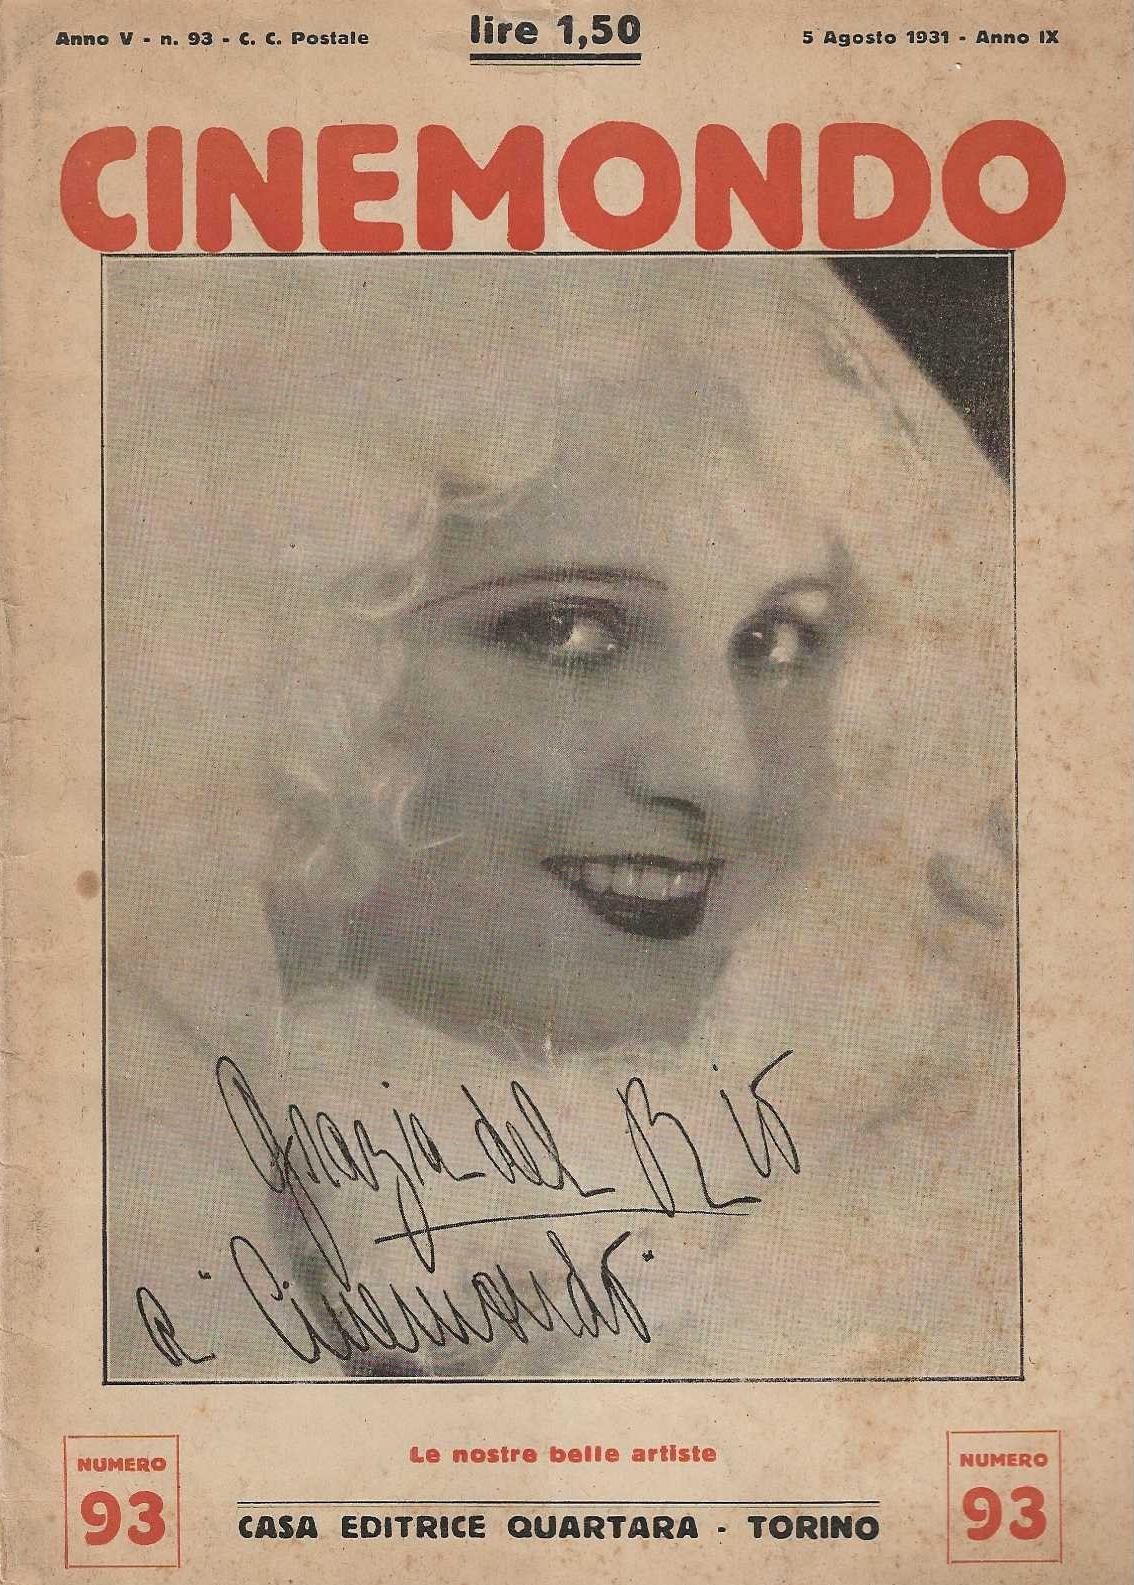 Anno V - n. 93 - C. C. Postale
lire 1,50
5 Agosto 1931 - Anno IX
CINEMONDO
Grazia del Rio
a "Cinemondo"
Le nostre belle artiste
NUMERO
93
CASA EDITRICE QUARTARA - TORINO
NUMERO
93